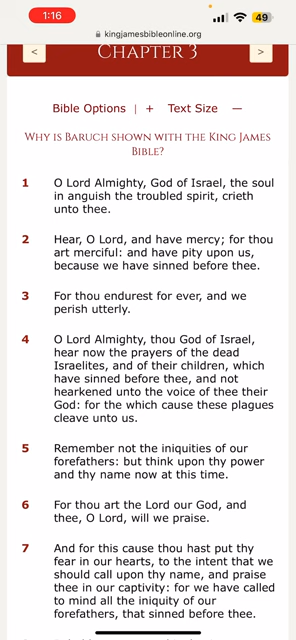 1:16
49
kingjamesbibleonline.org
<
CHAPTER 3
>
Bible Options | + Text Size —
WHY IS BARUCH SHOWN WITH THE KING JAMES
BIBLE?
1 O Lord Almighty, God of Israel, the soul
in anguish the troubled spirit, crieth
unto thee.
2 Hear, O Lord, and have mercy; for thou
art merciful: and have pity upon us,
because we have sinned before thee.
3 For thou endurest for ever, and we
perish utterly.
4 O Lord Almighty, thou God of Israel,
hear now the prayers of the dead
Israelites, and of their children, which
have sinned before thee, and not
hearkened unto the voice of thee their
God: for the which cause these plagues
cleave unto us.
5 Remember not the iniquities of our
forefathers: but think upon thy power
and thy name now at this time.
6 For thou art the Lord our God, and
thee, O Lord, will we praise.
7 And for this cause thou hast put thy
fear in our hearts, to the intent that we
should call upon thy name, and praise
thee in our captivity: for we have called
to mind all the iniquity of our
forefathers, that sinned before thee.